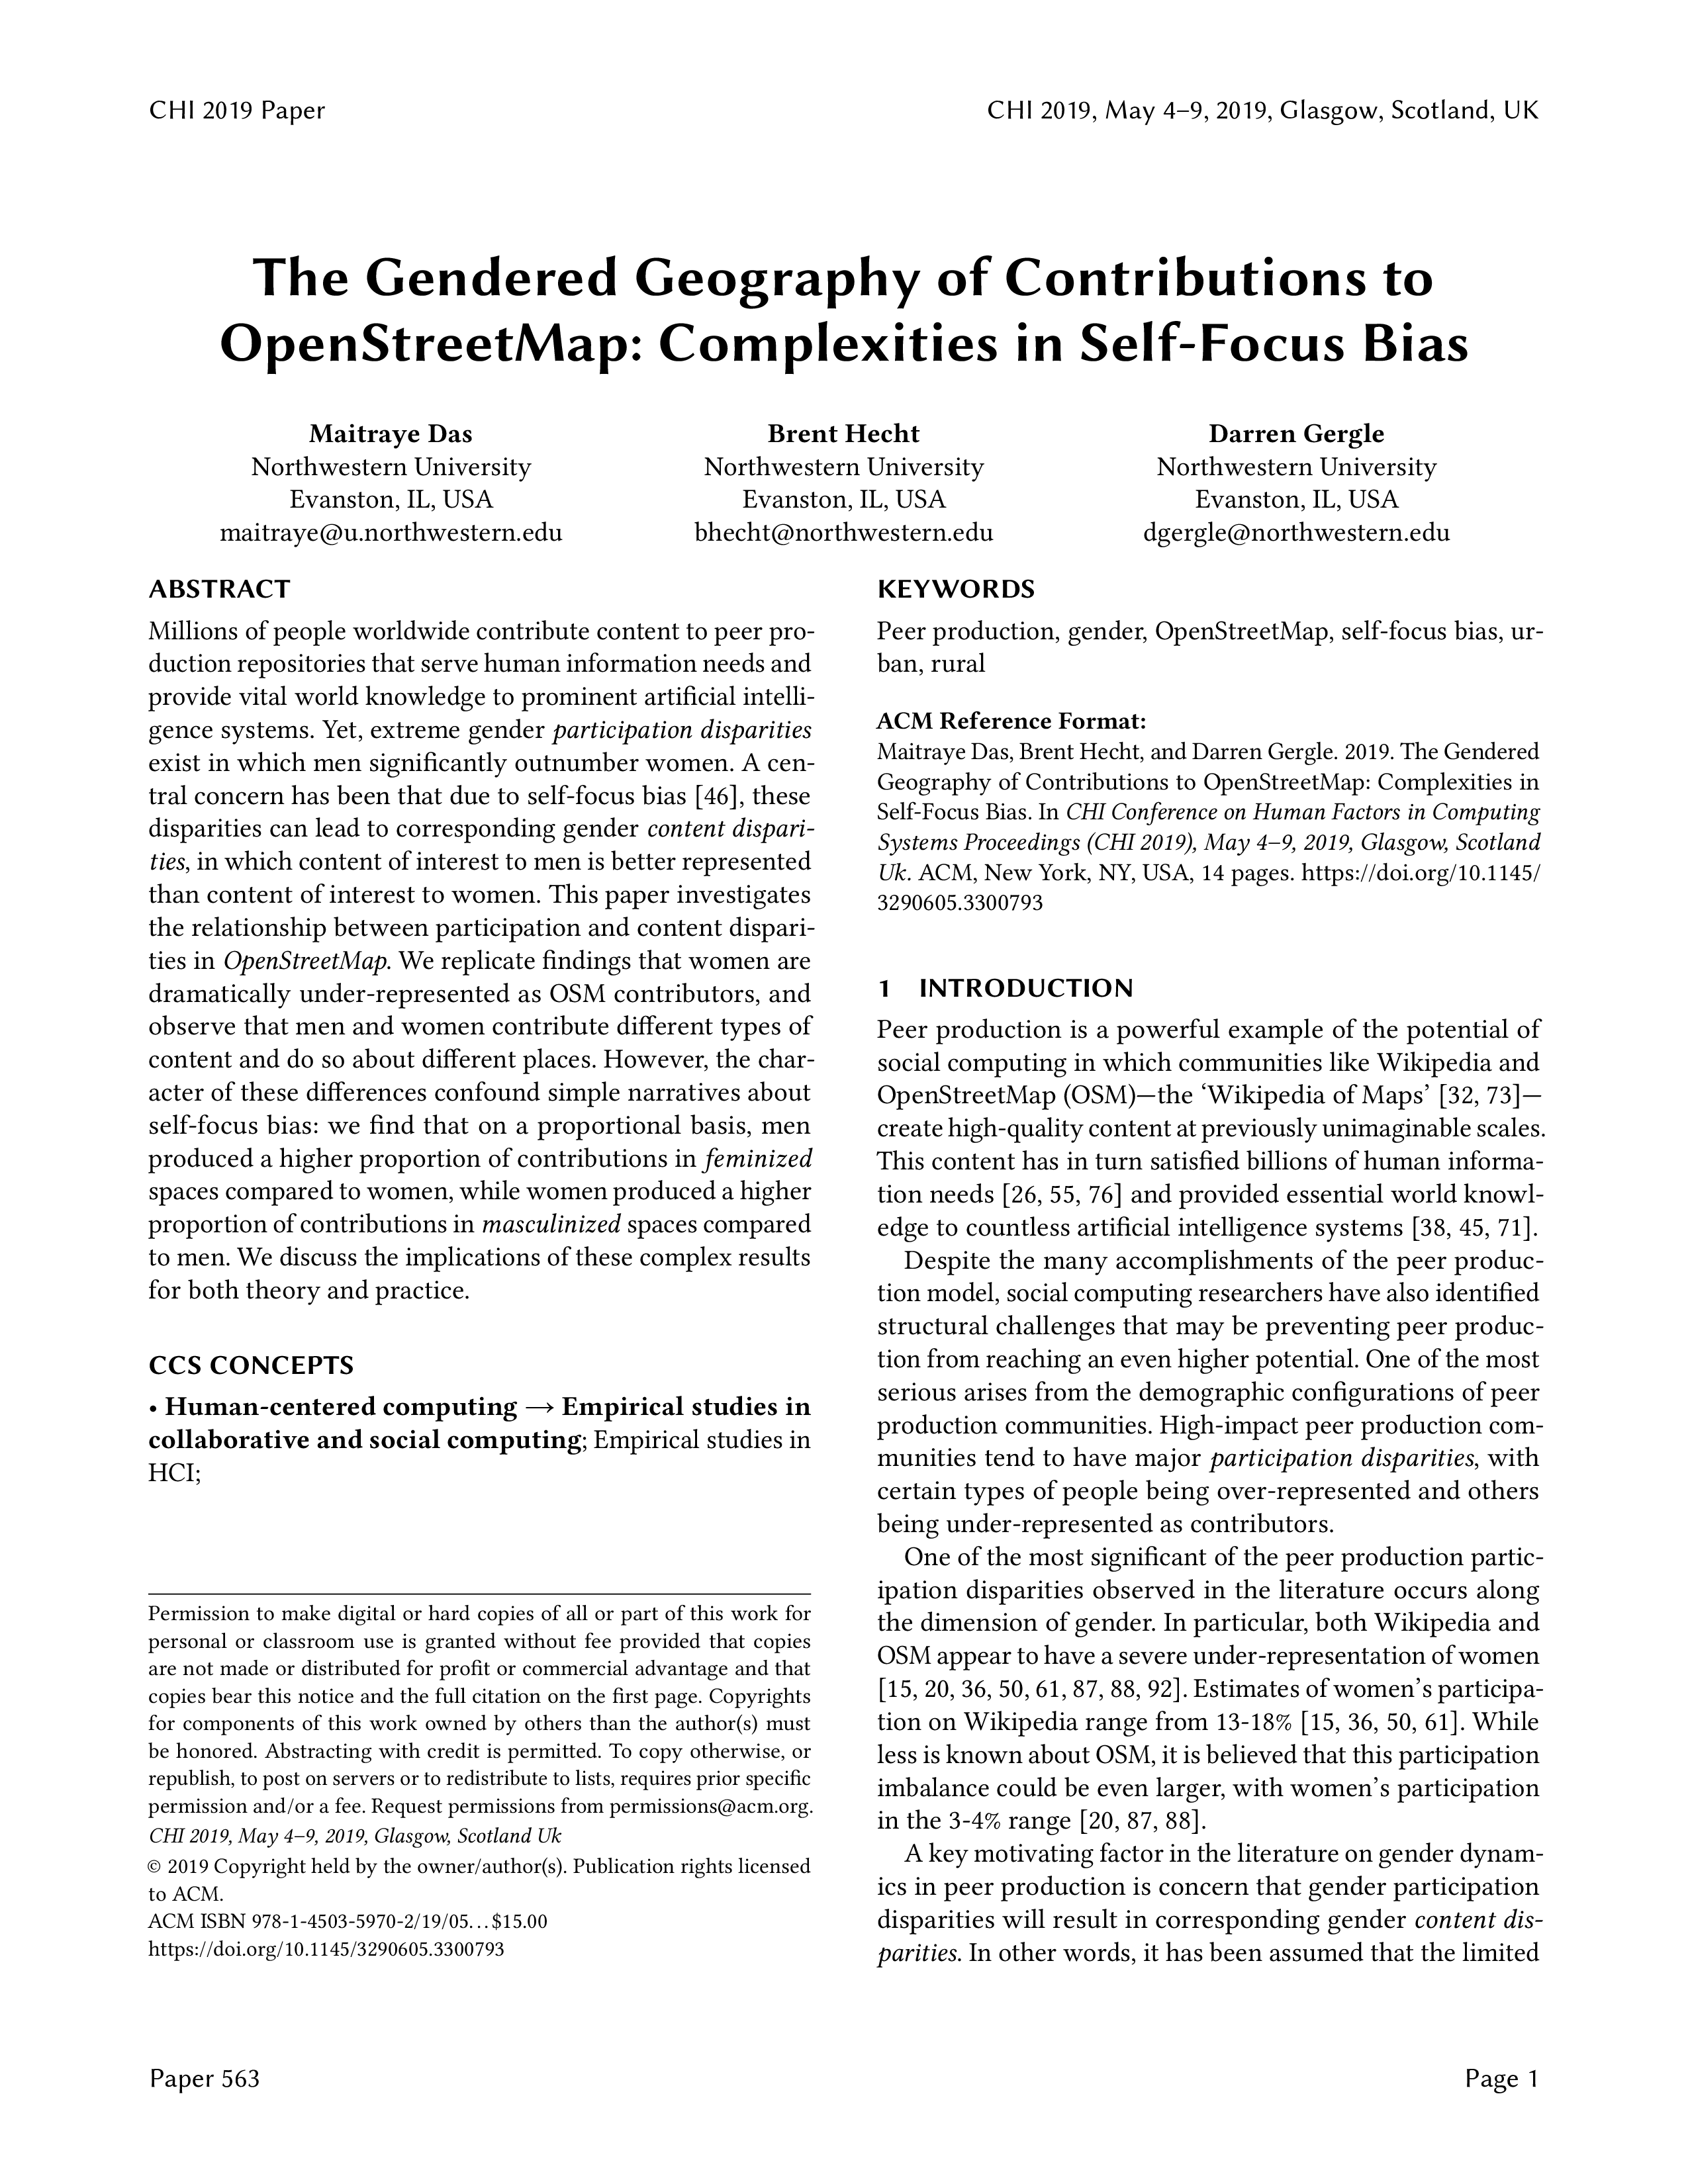 CHI 2019 Paper
CHI 2019, May 4–9, 2019, Glasgow, Scotland, UK
The Gendered Geography of Contributions to
OpenStreetMap: Complexities in Self-Focus Bias
Maitraye Das
Northwestern University
Evanston, IL, USA
maitraye@u.northwestern.edu
Brent Hecht
Northwestern University
Evanston, IL, USA
bhecht@northwestern.edu
Darren Gergle
Northwestern University
Evanston, IL, USA
dgergle@northwestern.edu
ABSTRACT
Millions of people worldwide contribute content to peer pro-
duction repositories that serve human information needs and
provide vital world knowledge to prominent artificial intelli-
gence systems. Yet, extreme gender participation disparities
exist in which men significantly outnumber women. A cen-
tral concern has been that due to self-focus bias [46], these
disparities can lead to corresponding gender content dispari-
ties, in which content of interest to men is better represented
than content of interest to women. This paper investigates
the relationship between participation and content dispari-
ties in OpenStreetMap. We replicate findings that women are
dramatically under-represented as OSM contributors, and
observe that men and women contribute different types of
content and do so about different places. However, the char-
acter of these differences confound simple narratives about
self-focus bias: we find that on a proportional basis, men
produced a higher proportion of contributions in feminized
spaces compared to women, while women produced a higher
proportion of contributions in masculinized spaces compared
to men. We discuss the implications of these complex results
for both theory and practice.
CCS CONCEPTS
• Human-centered computing → Empirical studies in
collaborative and social computing; Empirical studies in
HCI;
Permission to make digital or hard copies of all or part of this work for
personal or classroom use is granted without fee provided that copies
are not made or distributed for profit or commercial advantage and that
copies bear this notice and the full citation on the first page. Copyrights
for components of this work owned by others than the author(s) must
be honored. Abstracting with credit is permitted. To copy otherwise, or
republish, to post on servers or to redistribute to lists, requires prior specific
permission and/or a fee. Request permissions from permissions@acm.org.
CHI 2019, May 4–9, 2019, Glasgow, Scotland Uk
© 2019 Copyright held by the owner/author(s). Publication rights licensed
to ACM.
ACM ISBN 978-1-4503-5970-2/19/05...$15.00
https://doi.org/10.1145/3290605.3300793
KEYWORDS
Peer production, gender, OpenStreetMap, self-focus bias, ur-
ban, rural
ACM Reference Format:
Maitraye Das, Brent Hecht, and Darren Gergle. 2019. The Gendered
Geography of Contributions to OpenStreetMap: Complexities in
Self-Focus Bias. In CHI Conference on Human Factors in Computing
Systems Proceedings (CHI 2019), May 4–9, 2019, Glasgow, Scotland
Uk. ACM, New York, NY, USA, 14 pages. https://doi.org/10.1145/
3290605.3300793
1 INTRODUCTION
Peer production is a powerful example of the potential of
social computing in which communities like Wikipedia and
OpenStreetMap (OSM)—the ‘Wikipedia of Maps’ [32, 73]—
create high-quality content at previously unimaginable scales.
This content has in turn satisfied billions of human informa-
tion needs [26, 55, 76] and provided essential world knowl-
edge to countless artificial intelligence systems [38, 45, 71].
Despite the many accomplishments of the peer produc-
tion model, social computing researchers have also identified
structural challenges that may be preventing peer produc-
tion from reaching an even higher potential. One of the most
serious arises from the demographic configurations of peer
production communities. High-impact peer production com-
munities tend to have major participation disparities, with
certain types of people being over-represented and others
being under-represented as contributors.
One of the most significant of the peer production partic-
ipation disparities observed in the literature occurs along
the dimension of gender. In particular, both Wikipedia and
OSM appear to have a severe under-representation of women
[15, 20, 36, 50, 61, 87, 88, 92]. Estimates of women’s participa-
tion on Wikipedia range from 13-18% [15, 36, 50, 61]. While
less is known about OSM, it is believed that this participation
imbalance could be even larger, with women’s participation
in the 3-4% range [20, 87, 88].
A key motivating factor in the literature on gender dynam-
ics in peer production is concern that gender participation
disparities will result in corresponding gender content dis-
parities. In other words, it has been assumed that the limited
Paper 563
Page 1